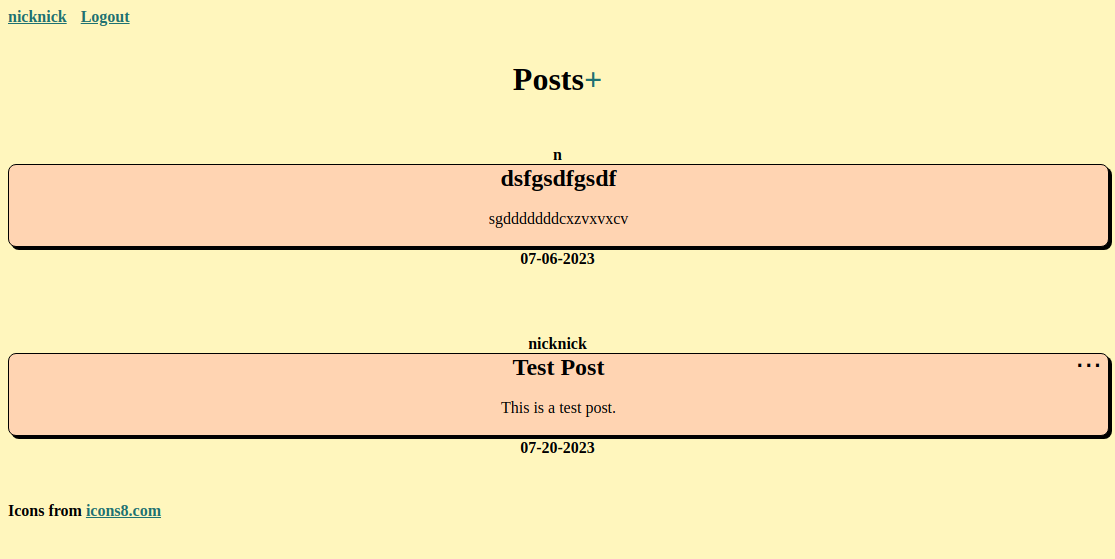 nicknick Logout
Posts+
n
dsfgsdfgsdf
sgdddddddcxzvxvxcv
07-06-2023
nicknick
...
Test Post
This is a test post.
07-20-2023
Icons from icons8.com